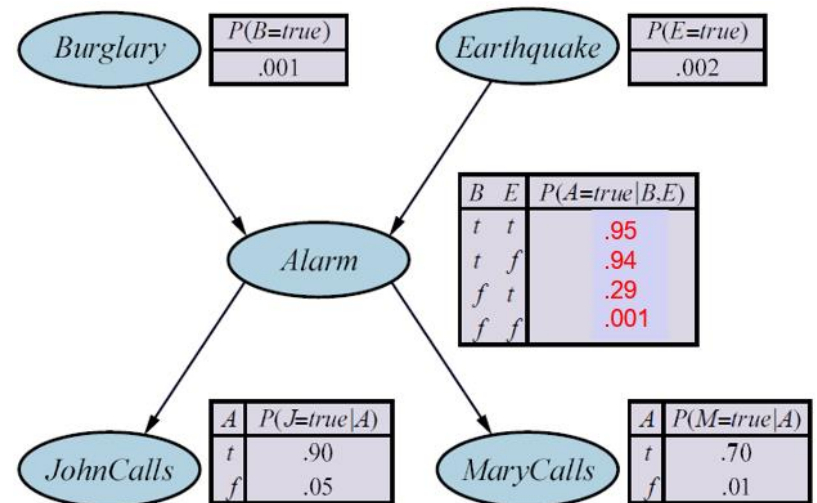 Burglary
P(B=true)
.001
Earthquake
P(E=true)
.002
B E P(A=true|B,E)
t t .95
t f .94
f t .29
f f .001
Alarm
JohnCalls
A P(J=true|A)
t .90
f .05
MaryCalls
A P(M=true|A)
t .70
f .01